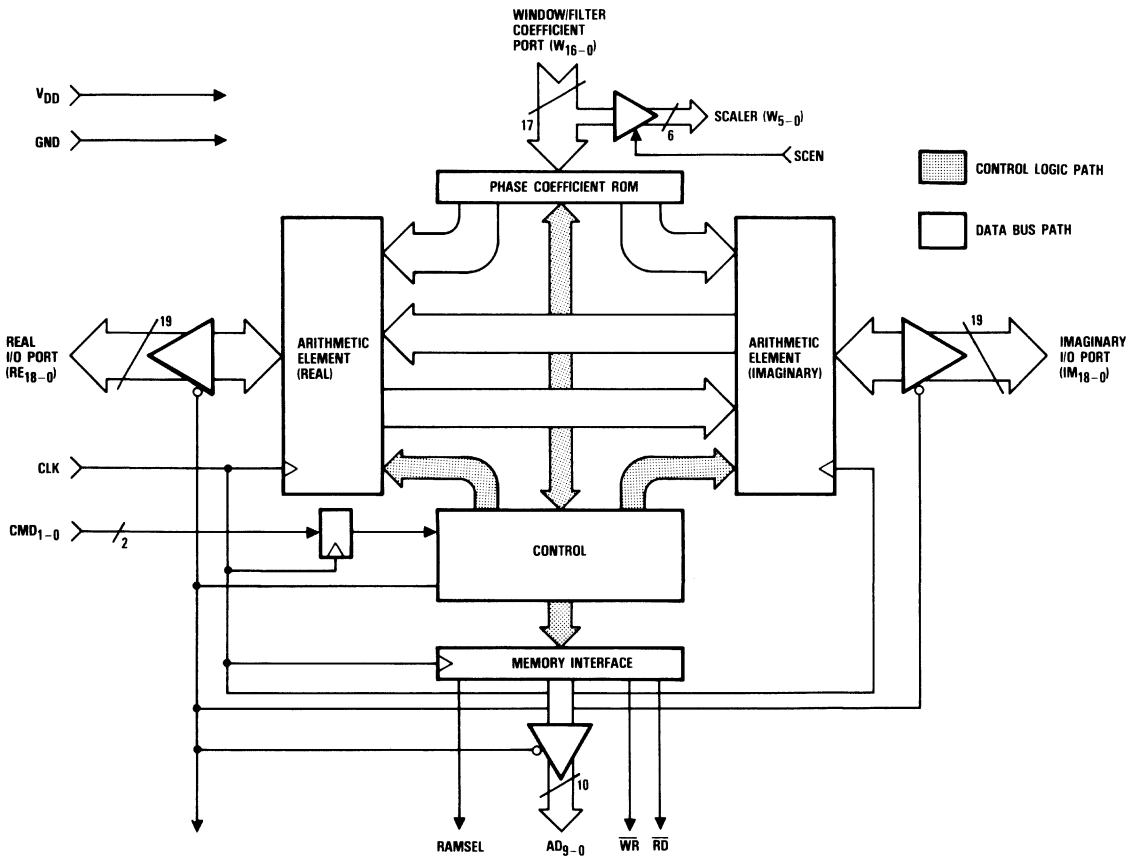 WINDOW/FILTER
COEFFICIENT
PORT (W16–0)
VDD
GND
17
6
SCALER (W5–0)
SCEN
PHASE COEFFICIENT ROM
CONTROL LOGIC PATH
DATA BUS PATH
REAL
I/O PORT
(RE18–0)
19
ARITHMETIC
ELEMENT
(REAL)
ARITHMETIC
ELEMENT
(IMAGINARY)
19
IMAGINARY
I/O PORT
(IM18–0)
CLK
CMD1–0
2
CONTROL
MEMORY INTERFACE
10
RAMSEL
AD9–0
W̅R̅
R̅D̅